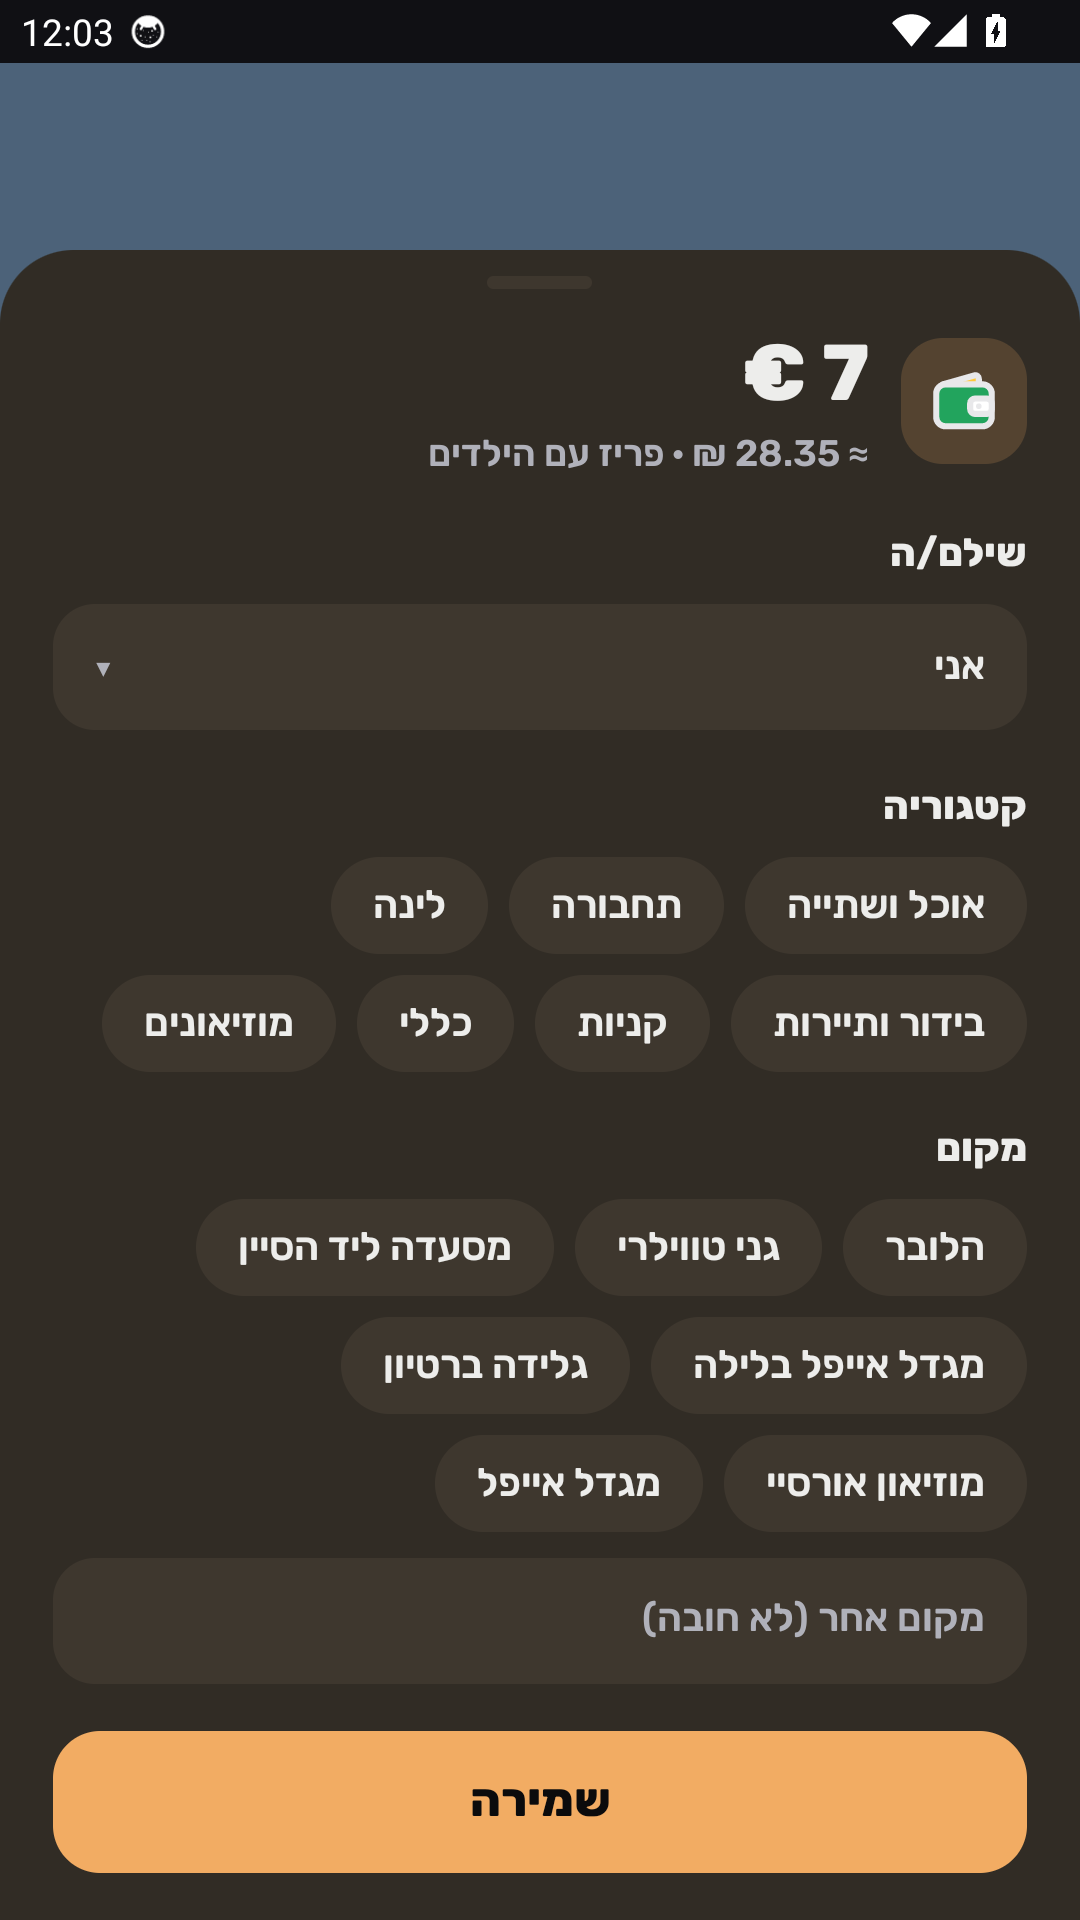 12:03
7 €
≈ 28.35 ₪ • פריז עם הילדים
שילם/ה
אני
קטגוריה
אוכל ושתייה תחבורה לינה
בידור ותיירות קניות כללי מוזיאונים
מקום
הלובר גני טווילרי מסעדה ליד הסיין
מגדל אייפל בלילה גלידה ברטיון
מוזיאון אורסיי מגדל אייפל
מקום אחר (לא חובה)
שמירה